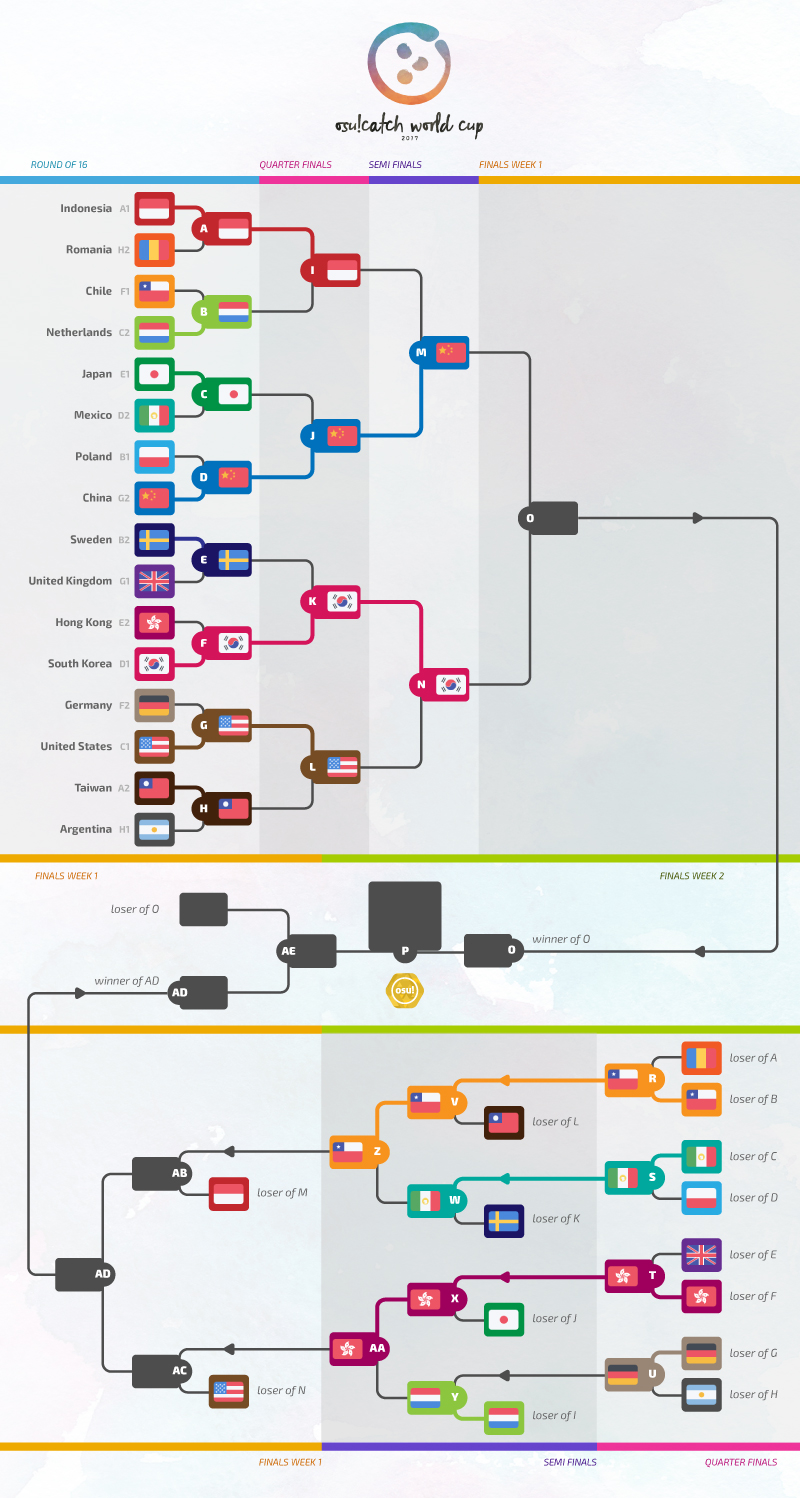 osu!catch world cup
2017
ROUND OF 16 QUARTER FINALS SEMI FINALS FINALS WEEK 1
Indonesia A1
A
Romania H2
I
Chile F1
B
Netherlands C2
M
Japan E1
C
Mexico D2
J
Poland B1
D
China G2
O
Sweden B2
E
United Kingdom G1
K
Hong Kong E2
F
South Korea D1
N
Germany F2
G
United States C1
L
Taiwan A2
H
Argentina H1
FINALS WEEK 1 FINALS WEEK 2
loser of O
AE P O winner of O
winner of AD
AD
osu!
loser of A
R
loser of B
V
loser of L
Z
loser of C
S
loser of D
W
loser of K
AB
loser of M
loser of E
T
loser of F
X
loser of J
AD
AA
loser of G
U
loser of H
Y
loser of I
AC
loser of N
FINALS WEEK 1 SEMI FINALS QUARTER FINALS